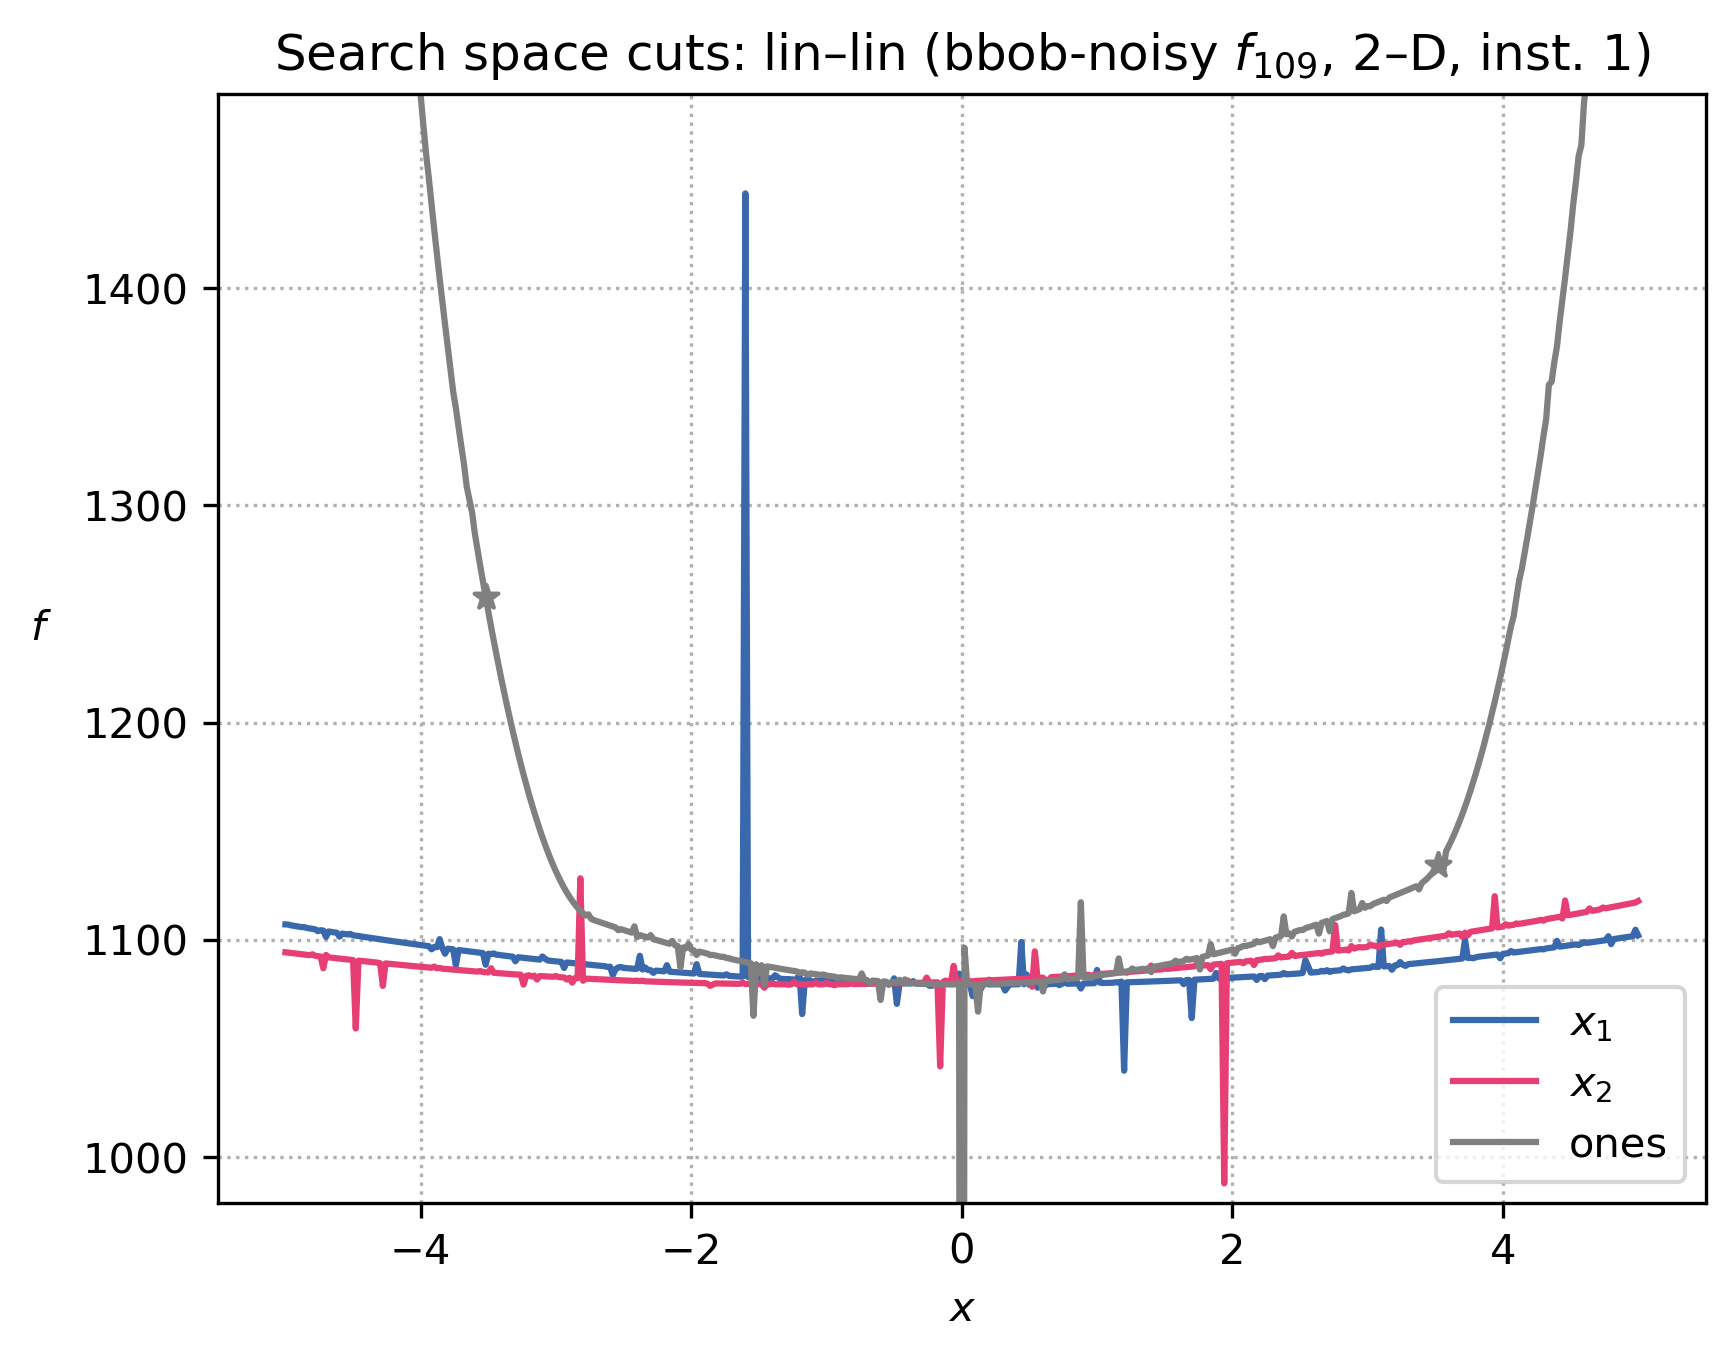 Search space cuts: lin–lin (bbob-noisy f₁₀₉, 2–D, inst. 1)
1400
1300
1200
1100
1000
f
−4
−2
0
2
4
x
x₁
x₂
ones